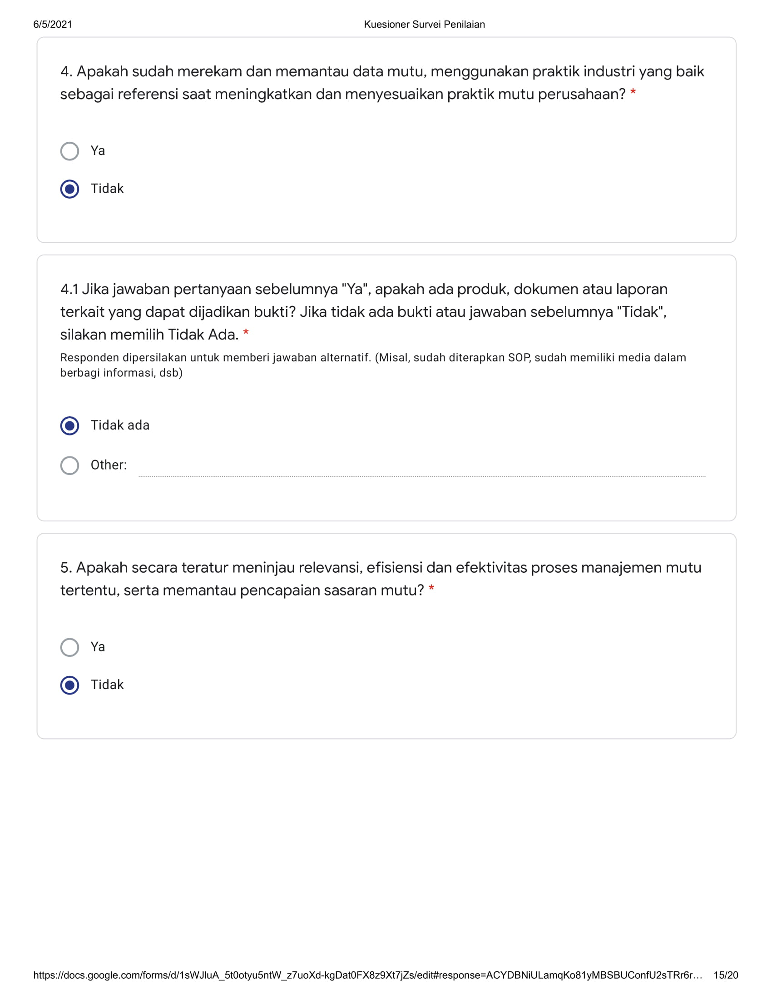 6/5/2021 Kuesioner Survei Penilaian
4. Apakah sudah merekam dan memantau data mutu, menggunakan praktik industri yang baik
sebagai referensi saat meningkatkan dan menyesuaikan praktik mutu perusahaan? *
Ya
Tidak
4.1 Jika jawaban pertanyaan sebelumnya "Ya", apakah ada produk, dokumen atau laporan
terkait yang dapat dijadikan bukti? Jika tidak ada bukti atau jawaban sebelumnya "Tidak",
silakan memilih Tidak Ada. *
Responden dipersilakan untuk memberi jawaban alternatif. (Misal, sudah diterapkan SOP, sudah memiliki media dalam
berbagi informasi, dsb)
Tidak ada
Other:
5. Apakah secara teratur meninjau relevansi, efisiensi dan efektivitas proses manajemen mutu
tertentu, serta memantau pencapaian sasaran mutu? *
Ya
Tidak
https://docs.google.com/forms/d/1sWJIuA_5t0otyu5ntW_z7uoXd-kgDat0FX8z9Xt7jZs/edit#response=ACYDBNiULamqKo81yMBSBUConfU2sTRr6r… 15/20